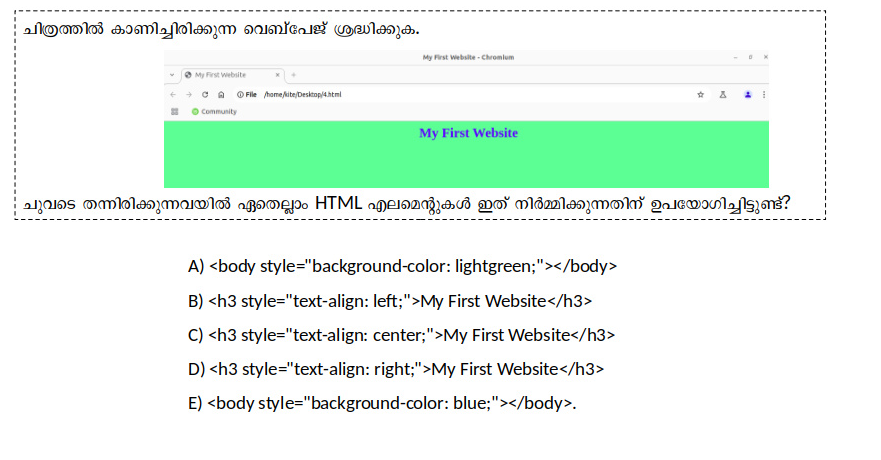 ചിത്രത്തിൽ കാണിച്ചിരിക്കുന്ന വെബ്പേജ് ശ്രദ്ധിക്കുക.
My First Website - Chromium
My First Website
File /home/kite/Desktop/4.html
Community
My First Website
ചുവടെ തന്നിരിക്കുന്നവയിൽ ഏതെല്ലാം HTML എലമെന്റുകൾ ഇത് നിർമ്മിക്കുന്നതിന് ഉപയോഗിച്ചിട്ടുണ്ട്?
A) <body style="background-color: lightgreen;"></body>
B) <h3 style="text-align: left;">My First Website</h3>
C) <h3 style="text-align: center;">My First Website</h3>
D) <h3 style="text-align: right;">My First Website</h3>
E) <body style="background-color: blue;"></body>.